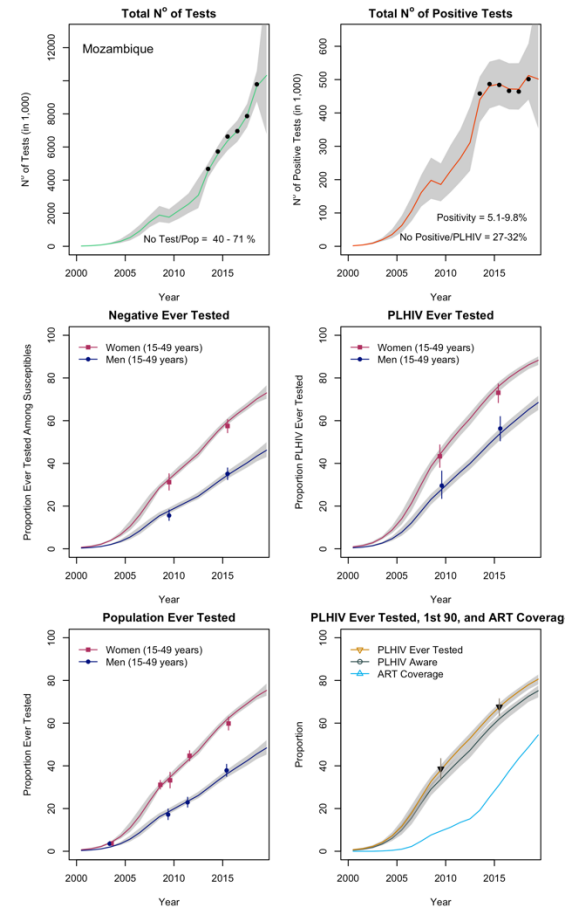 Total N° of Tests
N° of Tests (in 1,000)
12000
8000
6000
4000
2000
0
Mozambique
No Test/Pop = 40 - 71 %
2000
2005
2010
2015
Year
Total N° of Positive Tests
N° of Positive Tests (in 1,000)
600
500
400
300
200
100
0
Positivity = 5.1-9.8%
No Positive/PLHIV = 27-32%
2000
2005
2010
2015
Year
Negative Ever Tested
Proportion Ever Tested Among Susceptibles
100
80
60
40
20
0
Women (15-49 years)
Men (15-49 years)
2000
2005
2010
2015
Year
PLHIV Ever Tested
Proportion PLHIV Ever Tested
100
80
60
40
20
0
Women (15-49 years)
Men (15-49 years)
2000
2005
2010
2015
Year
Population Ever Tested
Proportion Ever Tested
100
80
60
40
20
0
Women (15-49 years)
Men (15-49 years)
2000
2005
2010
2015
Year
PLHIV Ever Tested, 1st 90, and ART Coverag
Proportion
100
80
60
40
20
0
PLHIV Ever Tested
PLHIV Aware
ART Coverage
2000
2005
2010
2015
Year